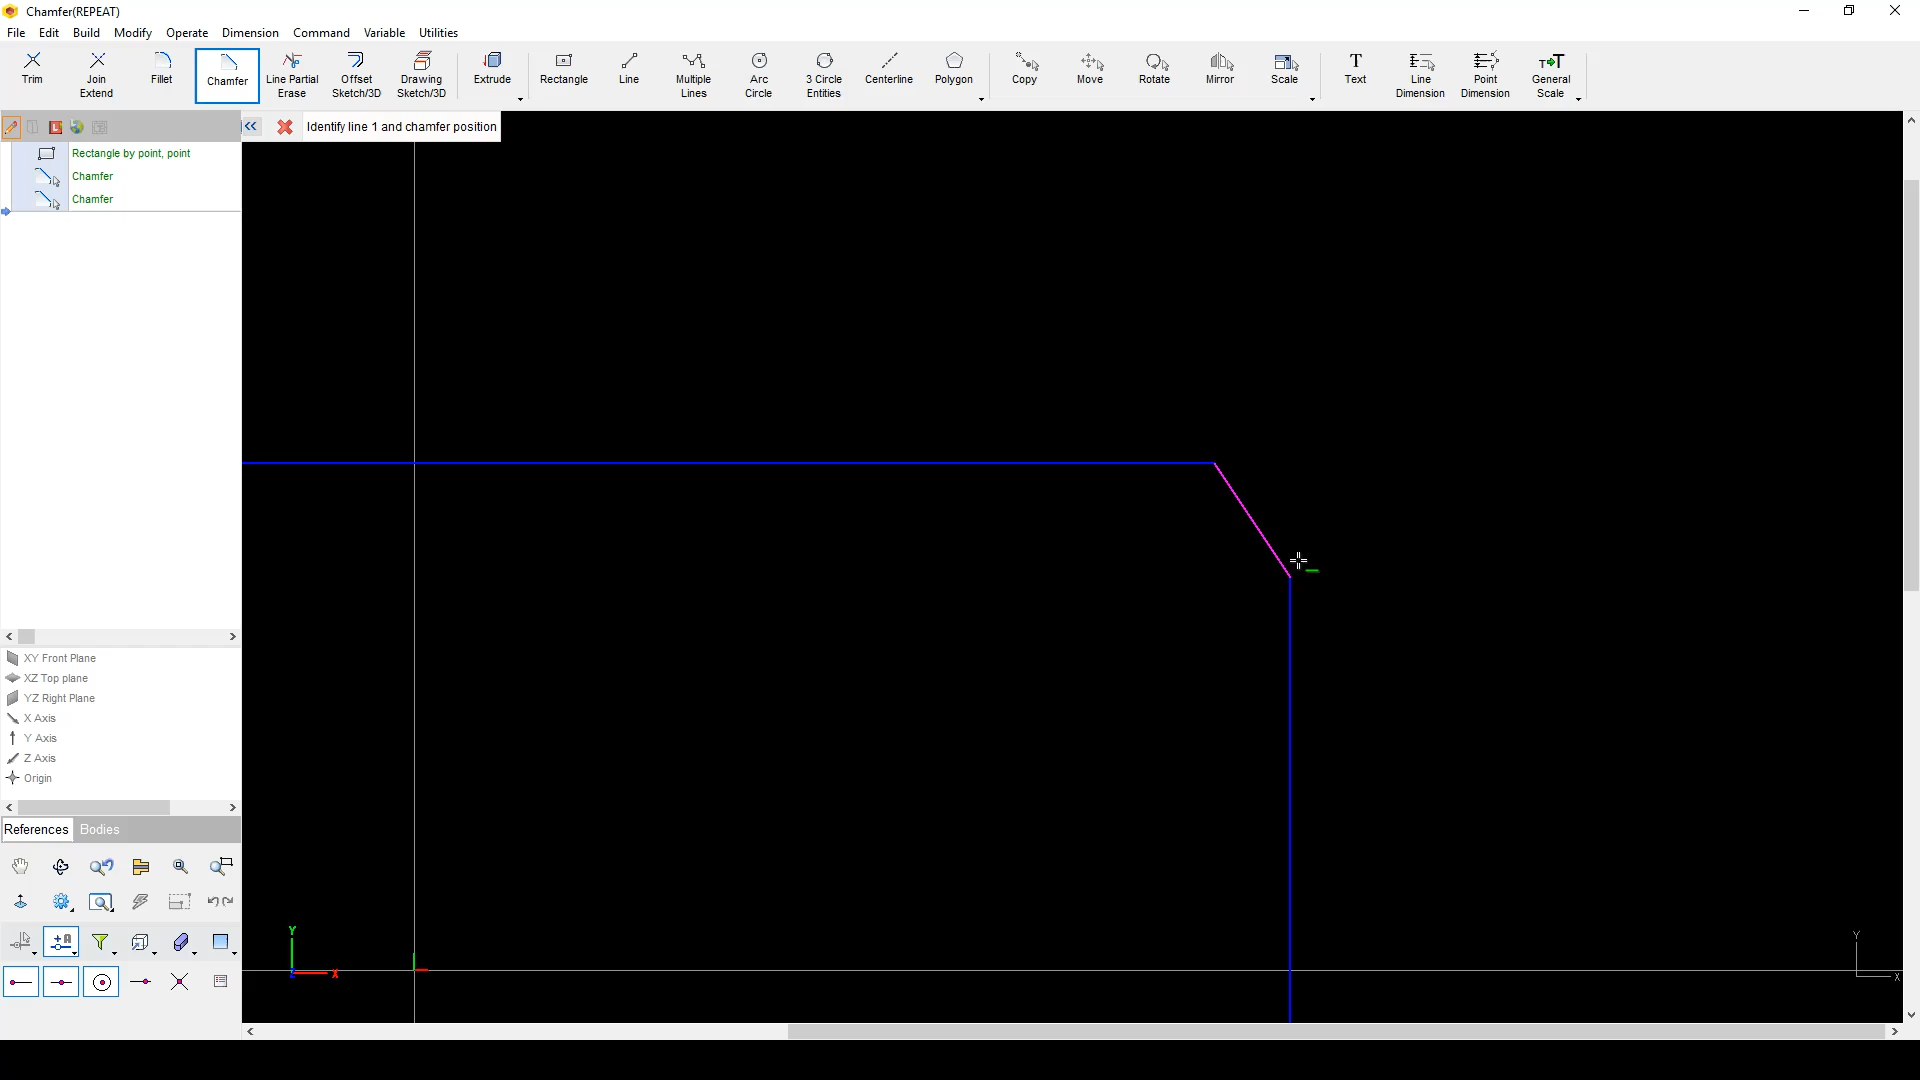 Chamfer(REPEAT)
File Edit Build Modify Operate Dimension Command Variable Utilities
Trim
Join Extend
Fillet
Chamfer
Line Partial Erase
Offset Sketch/3D
Drawing Sketch/3D
Extrude
Rectangle
Line
Multiple Lines
Arc Circle
3 Circle Entities
Centerline
Polygon
Copy
Move
Rotate
Mirror
Scale
Text
Line Dimension
Point Dimension
General Scale
Identify line 1 and chamfer position
Rectangle by point, point
Chamfer
Chamfer
XY Front Plane
XZ Top plane
YZ Right Plane
X Axis
Y Axis
Z Axis
Origin
References Bodies
Y
X
Y
X